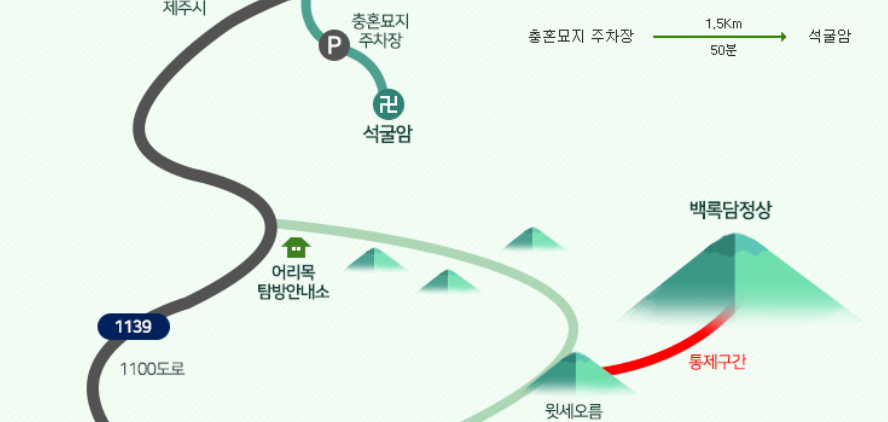 제주시
충혼묘지
주차장
P
석굴암
충혼묘지 주차장
1,5Km
50분
석굴암
백록담정상
어리목
탐방안내소
1139
1100도로
통제구간
윗세오름